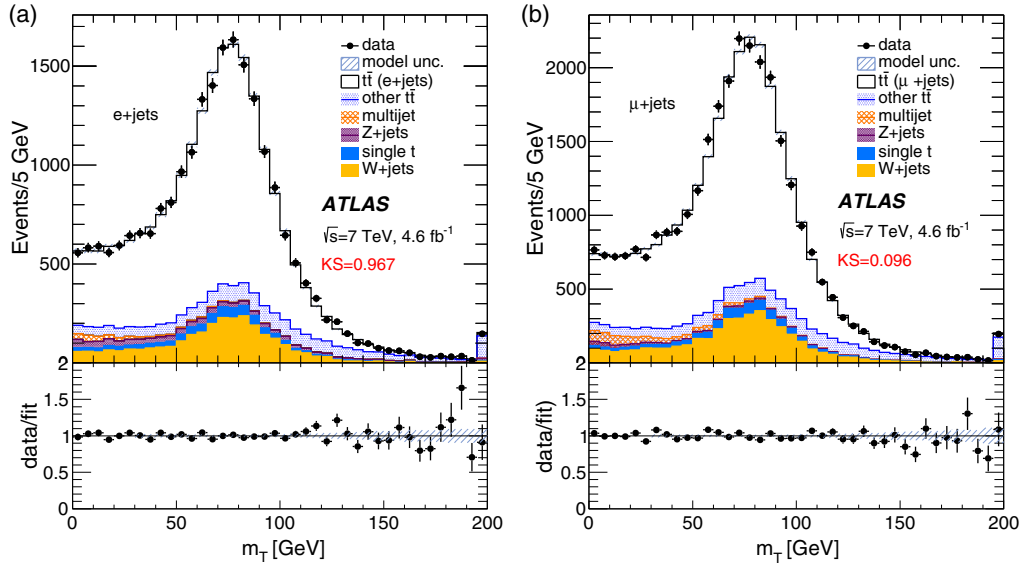 (a)
Events/5 GeV
1500
1000
500
2
e+jets
data
model unc.
tt̄ (e+jets)
other tt̄
multijet
Z+jets
single t
W+jets
ATLAS
√s=7 TeV, 4.6 fb⁻¹
KS=0.967
data/fit
1.5
1
0.5
0
0 50 100 150 200
m_T [GeV]
(b)
Events/5 GeV
2000
1500
1000
500
2
μ+jets
data
model unc.
tt̄ (μ +jets)
other tt̄
multijet
Z+jets
single t
W+jets
ATLAS
√s=7 TeV, 4.6 fb⁻¹
KS=0.096
data/fit)
1.5
1
0.5
0
0 50 100 150 200
m_T [GeV]